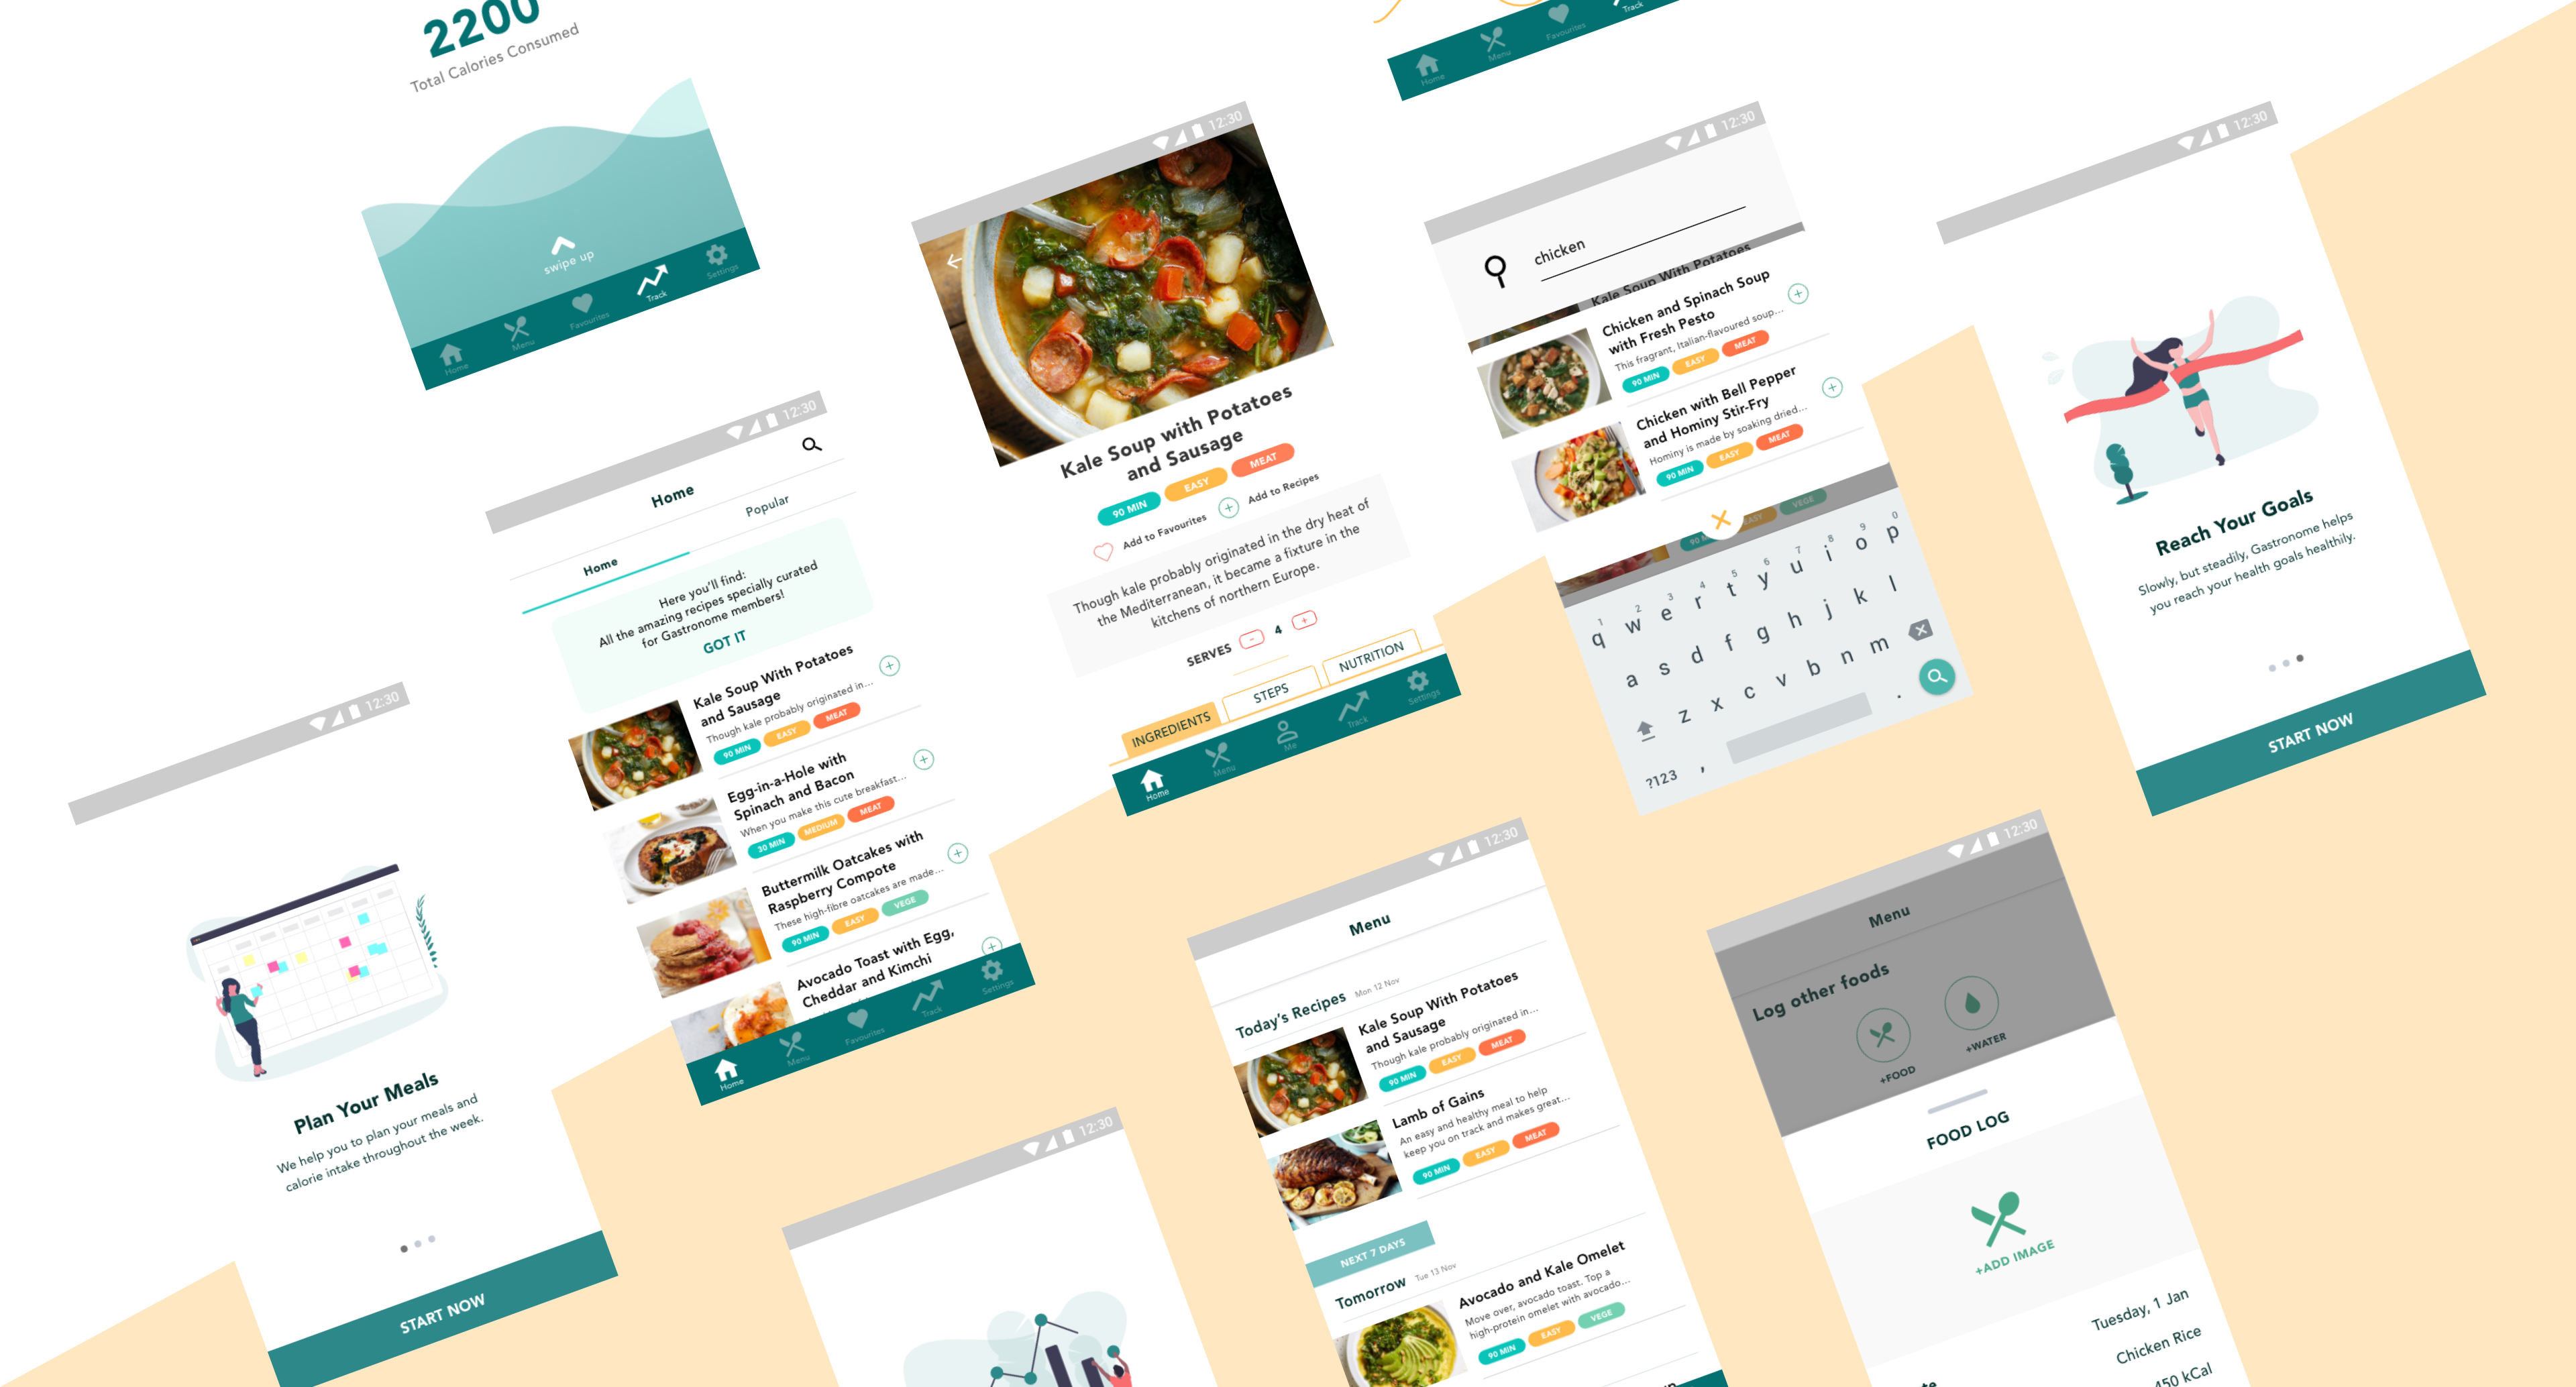 2200
Total Calories Consumed
swipe up
Home
Menu
Favourites
Track
Settings
Home
Menu
Favourites
Track
12:30
Home
Home
Popular
Here you'll find:
All the amazing recipes specially curated
for Gastronome members!
GOT IT
Kale Soup With Potatoes
and Sausage
Though kale probably originated in...
90 MIN
EASY
MEAT
Egg-in-a-Hole with
Spinach and Bacon
When you make this cute breakfast...
30 MIN
MEDIUM
MEAT
Buttermilk Oatcakes with
Raspberry Compote
These high-fibre oatcakes are made...
90 MIN
EASY
VEGE
Avocado Toast with Egg,
Cheddar and Kimchi
Home
Menu
Favourites
Track
Settings
12:30
Kale Soup with Potatoes
and Sausage
90 MIN
EASY
MEAT
Add to Favourites
Add to Recipes
Though kale probably originated in the dry heat of
the Mediterranean, it became a fixture in the
kitchens of northern Europe.
SERVES
4
INGREDIENTS
STEPS
NUTRITION
Home
Menu
Me
Track
Settings
12:30
chicken
Kale Soup With Potatoes
Chicken and Spinach Soup
with Fresh Pesto
This fragrant, Italian-flavoured soup...
90 MIN
EASY
MEAT
Chicken with Bell Pepper
and Hominy Stir-Fry
Hominy is made by soaking dried...
90 MIN
EASY
MEAT
EASY
VEGE
1 2 3 4 5 6 7 8 9 0
q w e r t y u i o p
a s d f g h j k l
z x c v b n m
?123 , .
12:30
Reach Your Goals
Slowly, but steadily, Gastronome helps
you reach your health goals healthily.
START NOW
12:30
Plan Your Meals
We help you to plan your meals and
calorie intake throughout the week.
START NOW
12:30
12:30
Menu
Today's Recipes
Mon 12 Nov
Kale Soup With Potatoes
and Sausage
Though kale probably originated in...
90 MIN
EASY
MEAT
Lamb of Gains
An easy and healthy meal to help
keep you on track and makes great...
90 MIN
EASY
MEAT
NEXT 7 DAYS
Tomorrow
Tue 13 Nov
Avocado and Kale Omelet
Move over, avocado toast. Top a
high-protein omelet with avocado...
90 MIN
EASY
VEGE
12:30
Menu
Log other foods
+FOOD
+WATER
FOOD LOG
+ADD IMAGE
Tuesday, 1 Jan
Chicken Rice
450 kCal